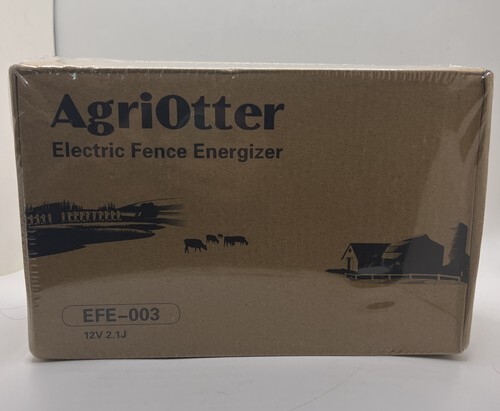 AgriOtter
Electric Fence Energizer
EFE-003
12V 2.1J